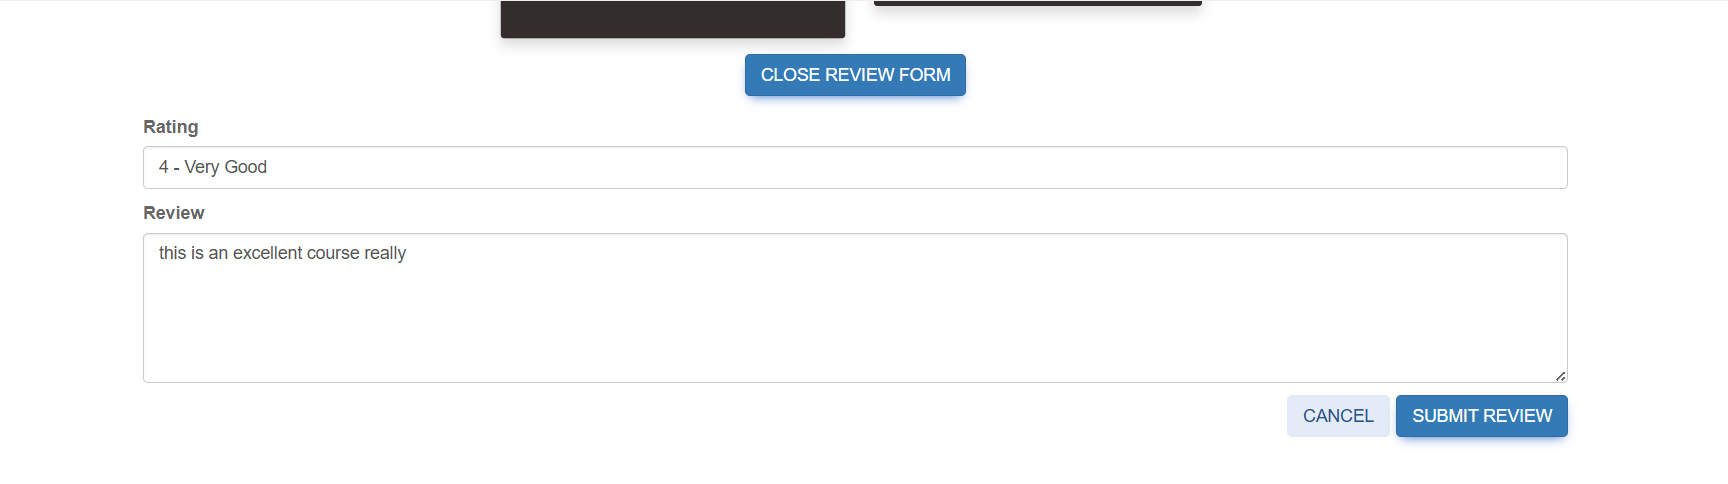 CLOSE REVIEW FORM
Rating
4 - Very Good
Review
this is an excellent course really
CANCEL SUBMIT REVIEW